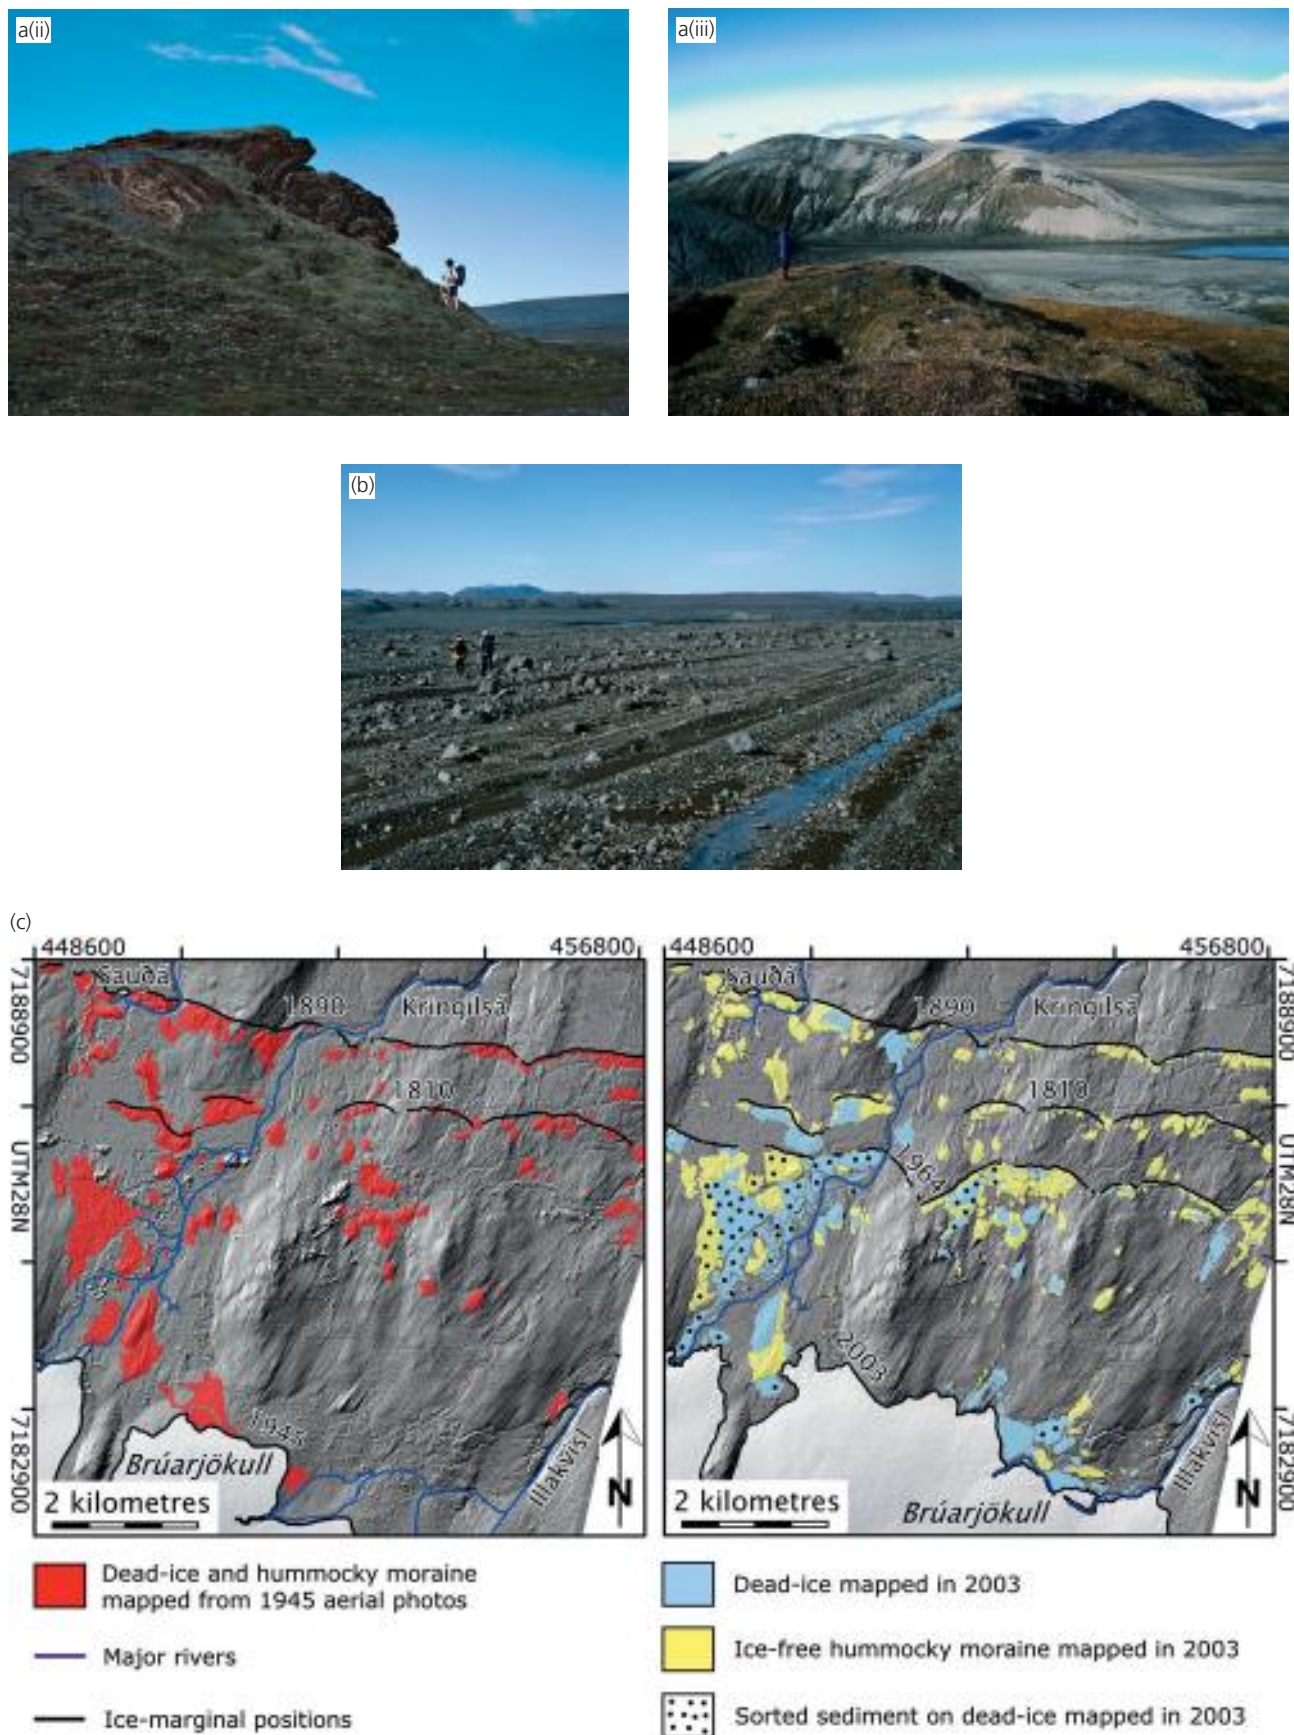 a(ii)
a(iii)
(b)
(c)
448600
456800
7188900
Sauðá
1890
Kringilsá
1810
UTM28N
1945
Brúarjökull
Illakvísl
7182900
2 kilometres
N
448600
456800
7188900
Sauðá
1890
Kringilsá
1810
1964
UTM28N
2003
Brúarjökull
Illakvísl
7182900
2 kilometres
N
Dead-ice and hummocky moraine
mapped from 1945 aerial photos
Major rivers
Ice-marginal positions
Dead-ice mapped in 2003
Ice-free hummocky moraine mapped in 2003
Sorted sediment on dead-ice mapped in 2003